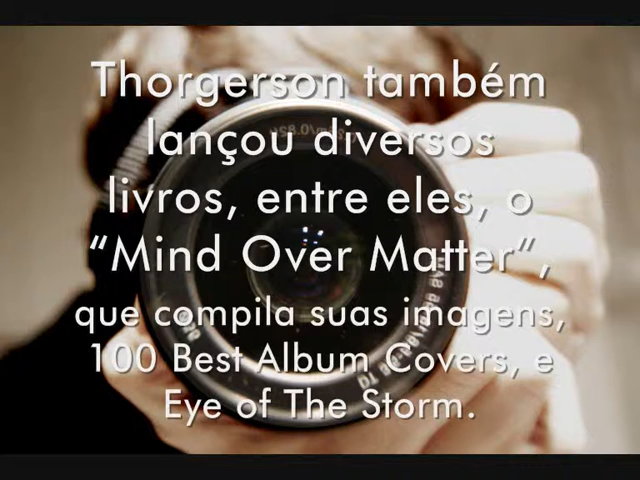 Thorgerson também
lançou diversos
livros, entre eles, o
“Mind Over Matter”,
que compila suas imagens,
100 Best Album Covers, e
Eye of The Storm.